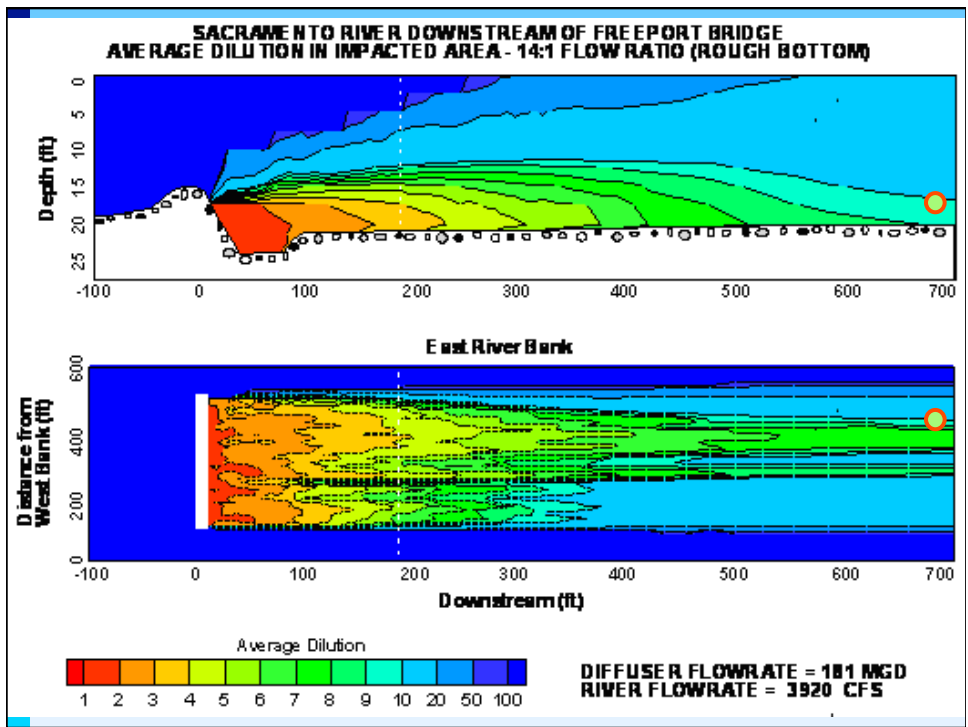 SACRAMENTO RIVER DOWNSTREAM OF FREEPORT BRIDGE
AVERAGE DILUTION IN IMPACTED AREA - 14:1 FLOW RATIO (ROUGH BOTTOM)
Depth (ft)
0
5
10
15
20
25
-100 0 100 200 300 400 500 600 700
East River Bank
Distance from
West Bank (ft)
600
400
200
0
-100 0 100 200 300 400 500 600 700
Downstream (ft)
Average Dilution
1 2 3 4 5 6 7 8 9 10 20 50 100
DIFFUSER FLOWRATE = 181 MGD
RIVER FLOWRATE = 3920 CFS